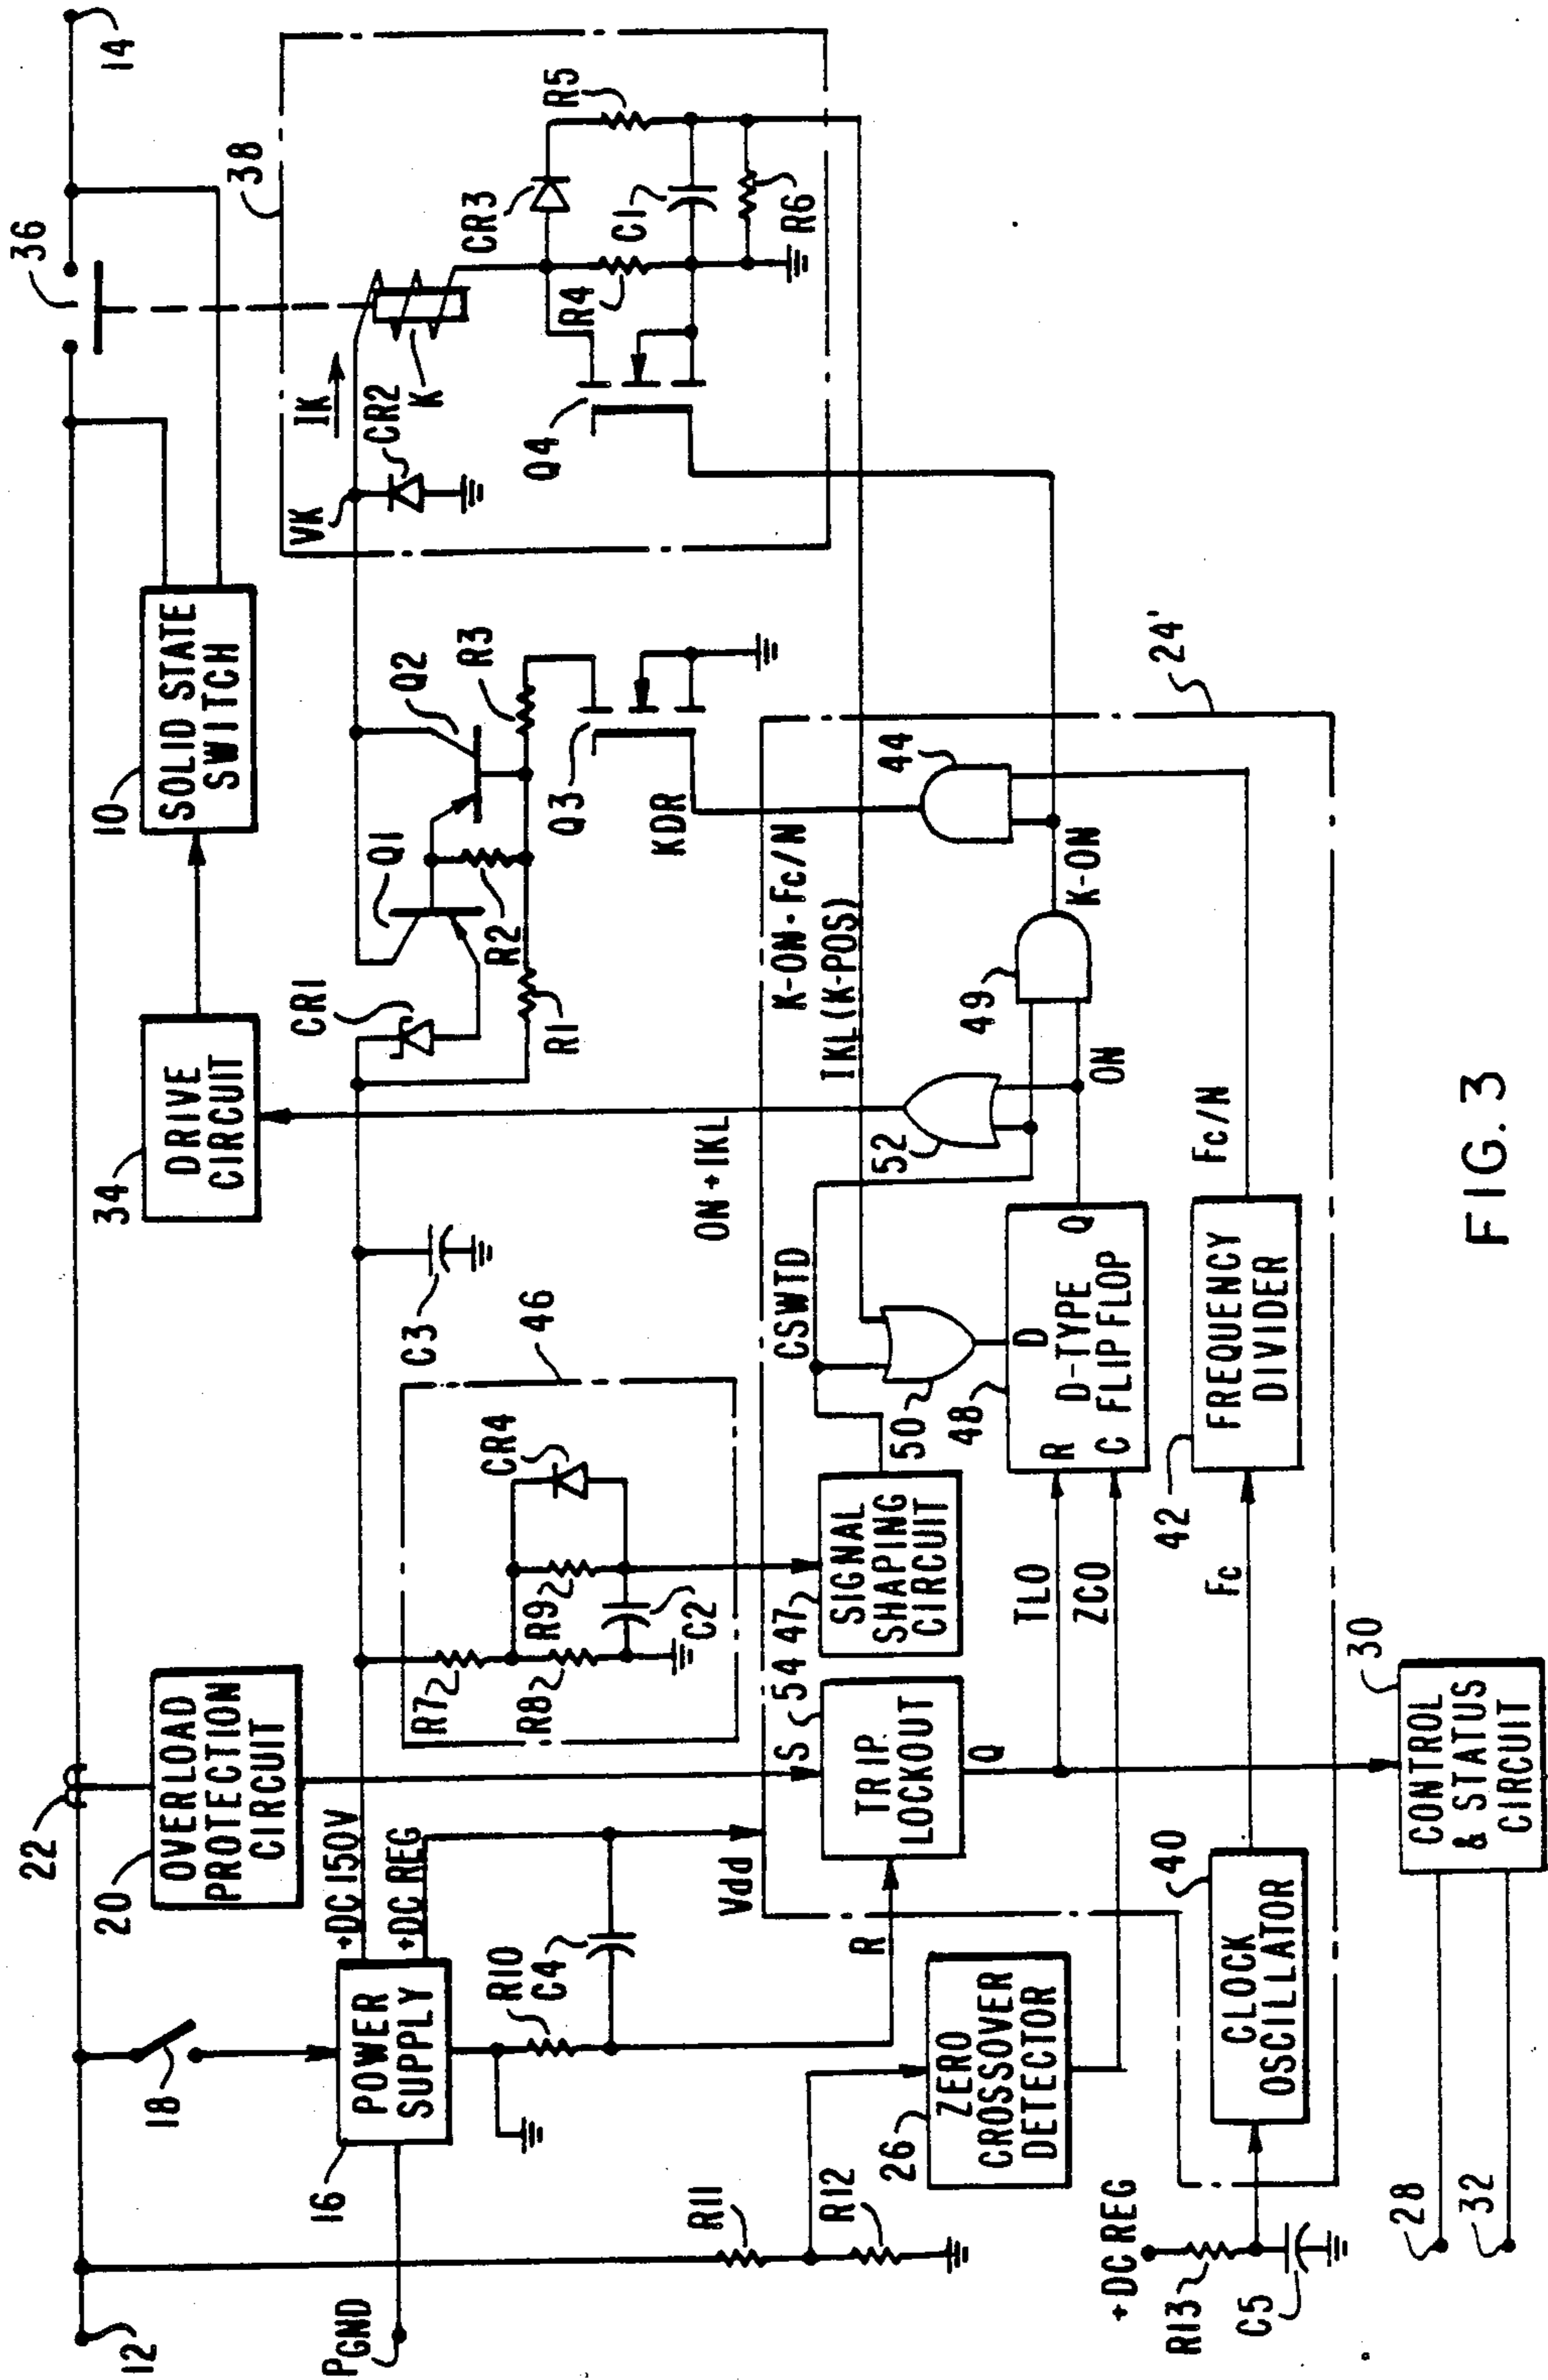 14
36
38
R5
CR3
C1
R6
R4
IK
K
CR2
VK
Q4
10
SOLID STATE
SWITCH
Q2
R3
Q3
Q1
R2
CR1
R1
KDR
K-ON·Fc/N
IKL(K-POS)
24'
44
K-ON
49
ON
52
34
DRIVE
CIRCUIT
ON+IKL
Fc/N
C3
46
CSWTD
CR4
R9
R7
R8
C2
50
48
D
D-TYPE
FLIP FLOP
R
C
Q
42
FREQUENCY
DIVIDER
47
SIGNAL
SHAPING
CIRCUIT
TLO
ZCO
Fc
22
20
OVERLOAD
PROTECTION
CIRCUIT
S
54
TRIP
LOCKOUT
Q
30
CONTROL
& STATUS
CIRCUIT
+DC 150V
+DC REG
Vdd
R
18
16
POWER
SUPPLY
R10
C4
40
CLOCK
OSCILLATOR
26
ZERO
CROSSOVER
DETECTOR
R11
R12
12
PGND
+DC REG
R13
C5
28
32
FIG. 3